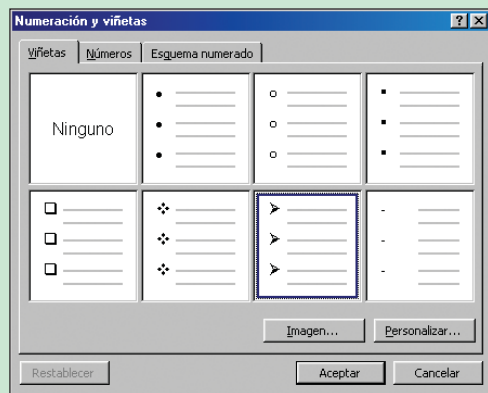 Numeración y viñetas
Viñetas Números Esquema numerado
Ninguno
Imagen... Personalizar...
Restablecer Aceptar Cancelar